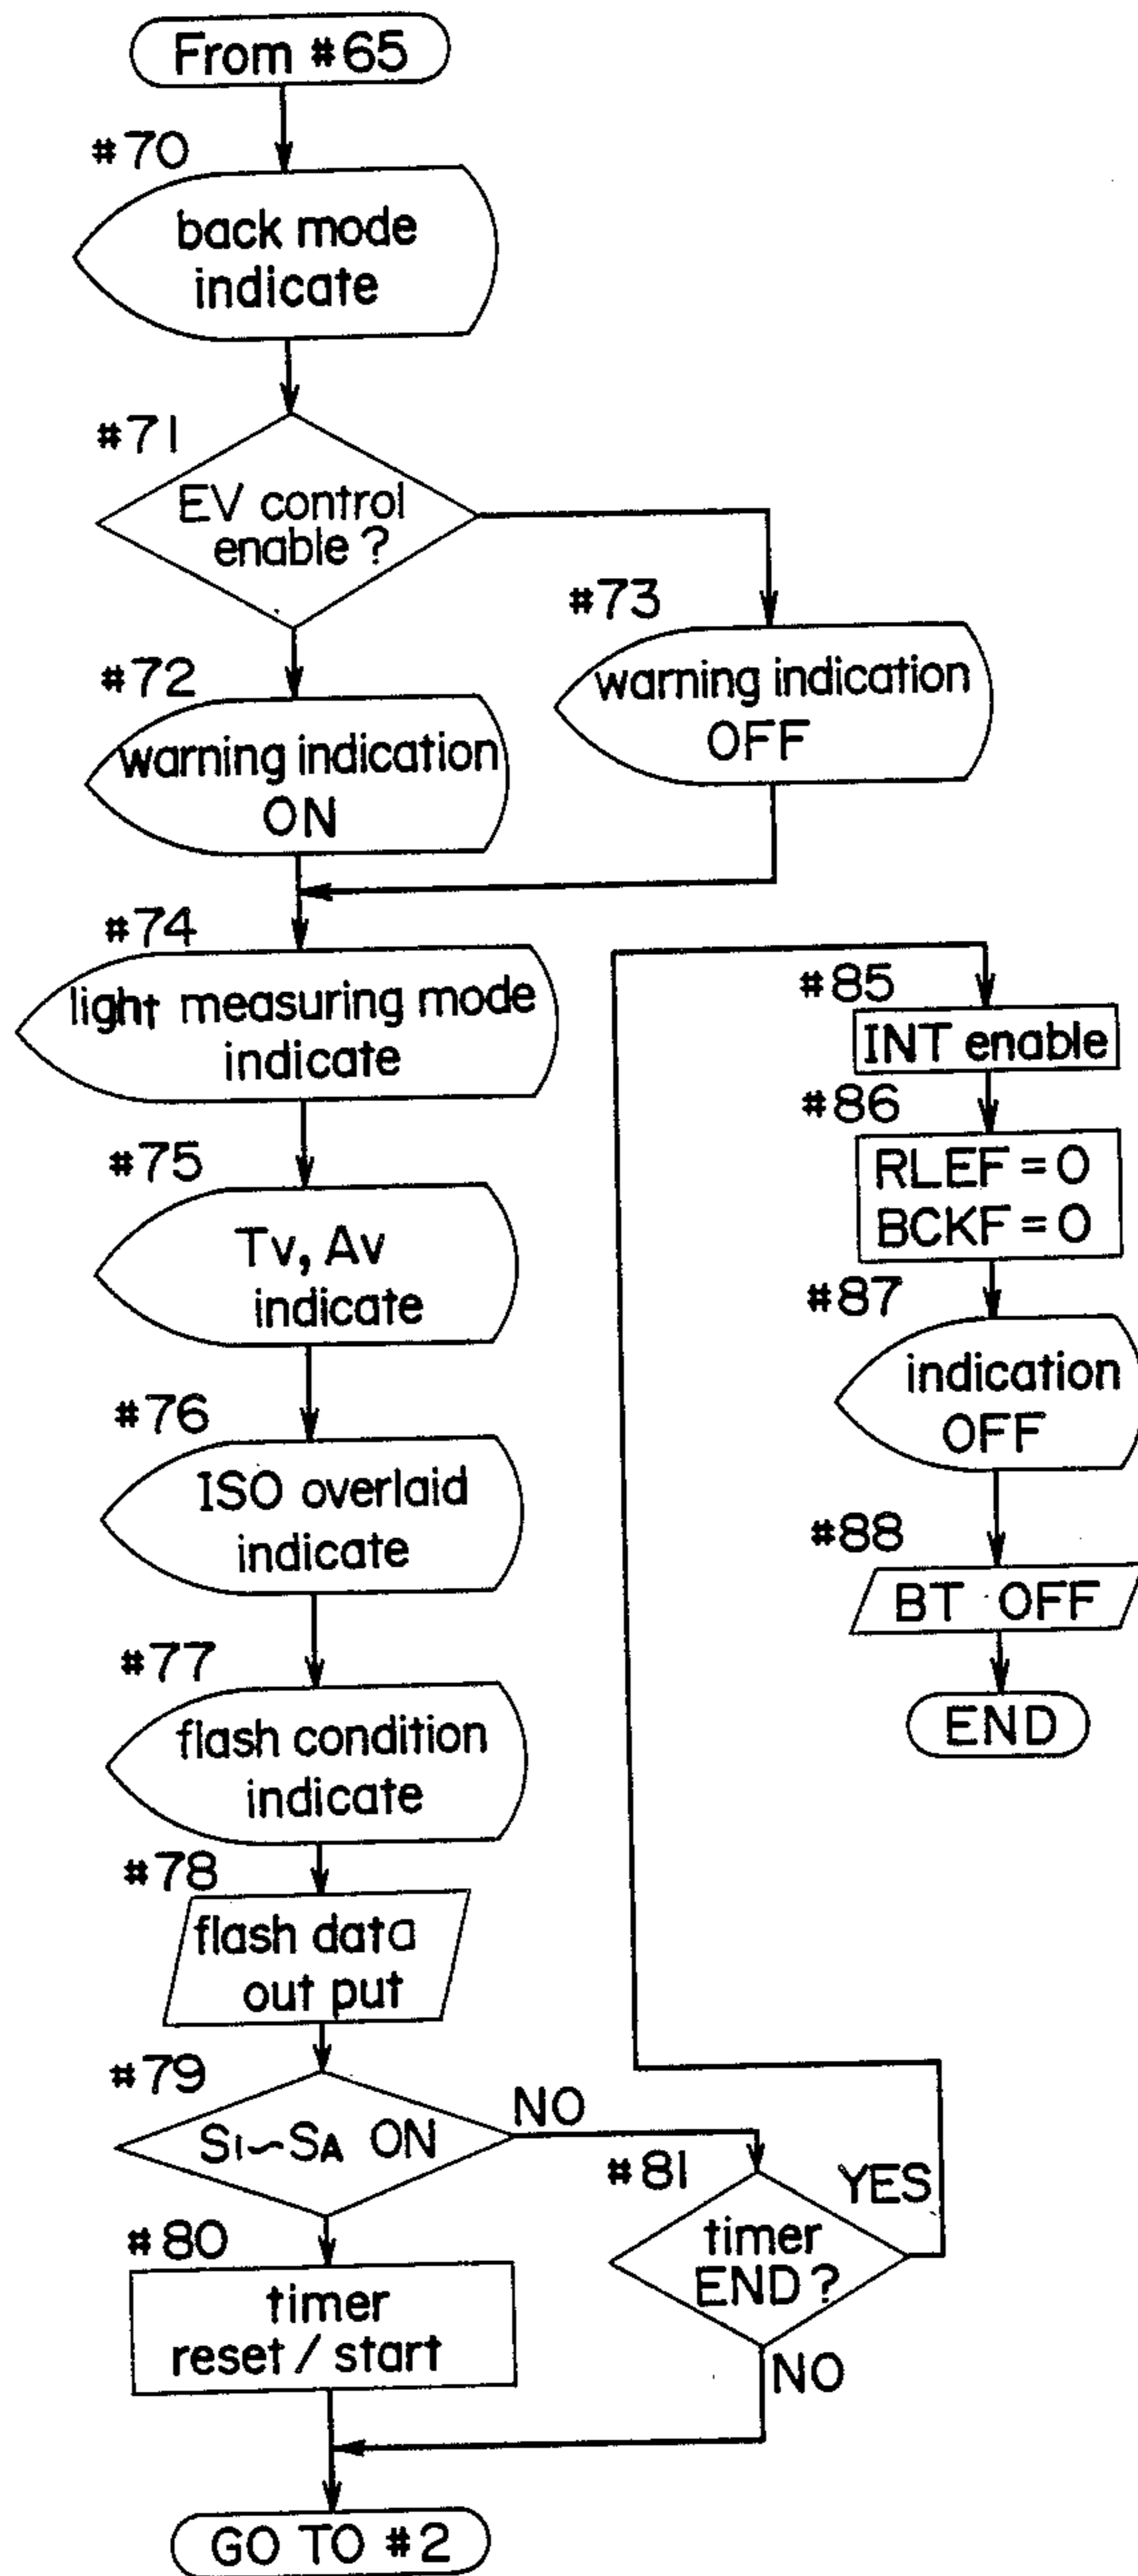 From #65
#70
back mode
indicate
#71
EV control
enable?
#72
warning indication
ON
#73
warning indication
OFF
#74
light measuring mode
indicate
#75
Tv, Av
indicate
#76
ISO overlaid
indicate
#77
flash condition
indicate
#78
flash data
out put
#79
S1~SA ON
NO
#80
timer
reset / start
#81
timer
END?
YES
NO
GO TO #2
#85
INT enable
#86
RLEF=0
BCKF=0
#87
indication
OFF
#88
BT OFF
END